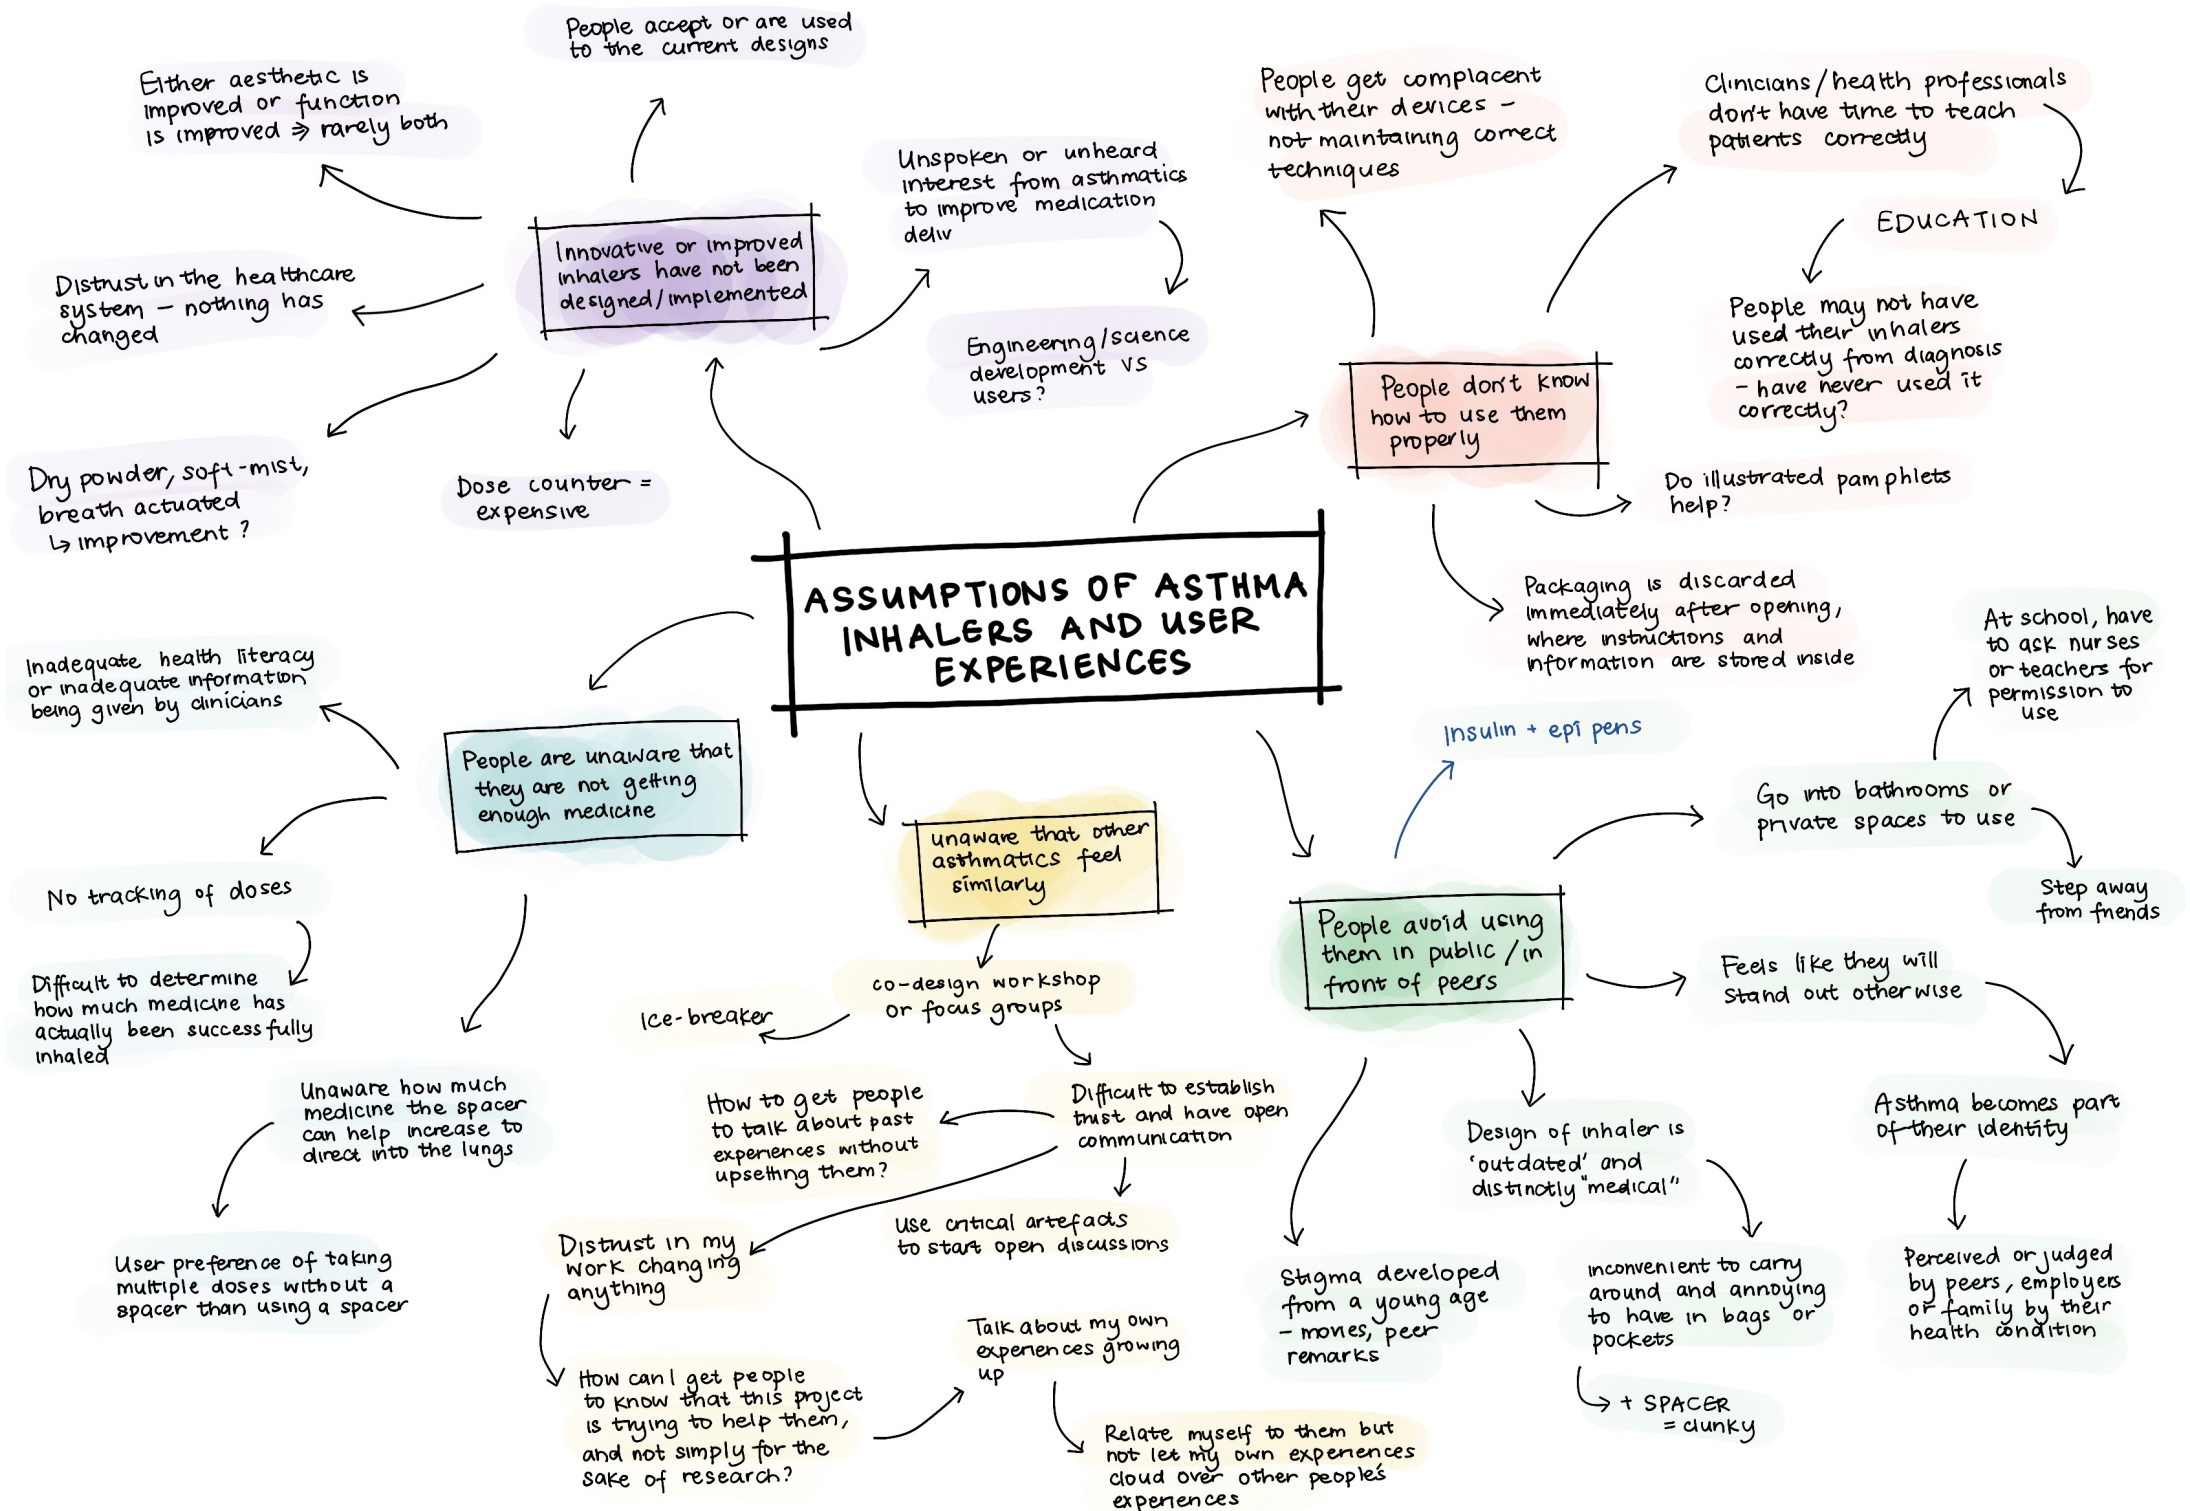 People accept or are used
to the current designs
Either aesthetic is
improved or function
is improved ⇒ rarely both
Unspoken or unheard
interest from asthmatics
to improve medication
deliv
Innovative or improved
inhalers have not been
designed/implemented
Distrust in the healthcare
system – nothing has
changed
Engineering/science
development vs
users?
Dry powder, soft-mist,
breath actuated
↳ improvement?
Dose counter =
expensive
People get complacent
with their devices –
not maintaining correct
techniques
Clinicians/health professionals
don't have time to teach
patients correctly
EDUCATION
People may not have
used their inhalers
correctly from diagnosis
- have never used it
correctly?
People don't know
how to use them
properly
Do illustrated pamphlets
help?
Packaging is discarded
immediately after opening,
where instructions and
information are stored inside
ASSUMPTIONS OF ASTHMA
INHALERS AND USER
EXPERIENCES
Inadequate health literacy
or inadequate information
being given by clinicians
People are unaware that
they are not getting
enough medicine
No tracking of doses
Difficult to determine
how much medicine has
actually been successfully
inhaled
Unaware how much
medicine the spacer
can help increase to
direct into the lungs
User preference of taking
multiple doses without a
spacer than using a spacer
unaware that other
asthmatics feel
similarly
co-design workshop
or focus groups
Ice-breaker
Difficult to establish
trust and have open
communication
How to get people
to talk about past
experiences without
upsetting them?
Use critical artefacts
to start open discussions
Distrust in my
work changing
anything
How can I get people
to know that this project
is trying to help them,
and not simply for the
sake of research?
Talk about my own
experiences growing
up
Relate myself to them but
not let my own experiences
cloud over other people's
experiences
Insulin + epi pens
At school, have
to ask nurses
or teachers for
permission to
use
Go into bathrooms or
private spaces to use
Step away
from friends
People avoid using
them in public / in
front of peers
Feels like they will
stand out otherwise
Asthma becomes part
of their identity
Perceived or judged
by peers, employers
or family by their
health condition
Design of inhaler is
'outdated' and
distinctly "medical"
Inconvenient to carry
around and annoying
to have in bags or
pockets
↳ + SPACER
= clunky
Stigma developed
from a young age
- movies, peer
remarks